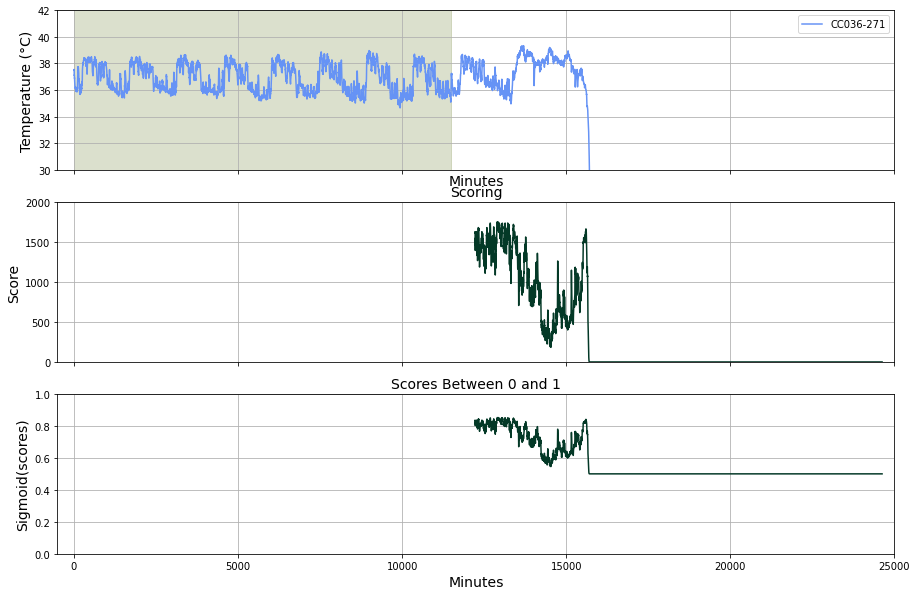 42
40
38
36
34
32
30
Temperature (°C)
CC036-271
Minutes
Scoring
2000
1500
1000
500
0
Score
Scores Between 0 and 1
1.0
0.8
0.6
0.4
0.2
0.0
Sigmoid(scores)
0 5000 10000 15000 20000 25000
Minutes